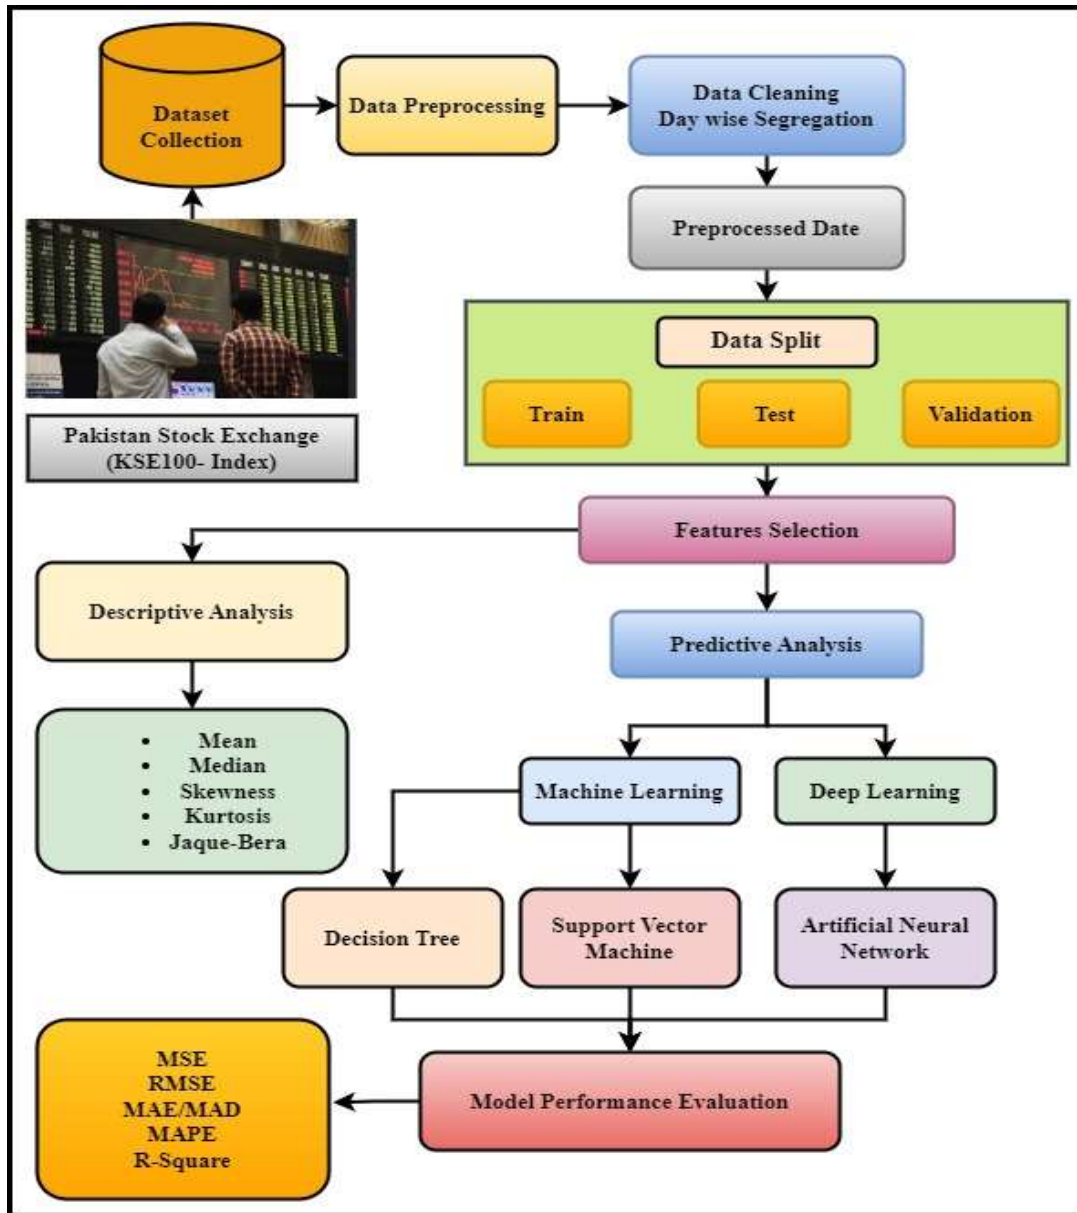 Dataset
Collection
Data Preprocessing
Data Cleaning
Day wise Segregation
Preprocessed Date
Pakistan Stock Exchange
(KSE100- Index)
Data Split
Train
Test
Validation
Features Selection
Descriptive Analysis
Predictive Analysis
• Mean
• Median
• Skewness
• Kurtosis
• Jaque-Bera
Machine Learning
Deep Learning
Decision Tree
Support Vector
Machine
Artificial Neural
Network
MSE
RMSE
MAE/MAD
MAPE
R-Square
Model Performance Evaluation